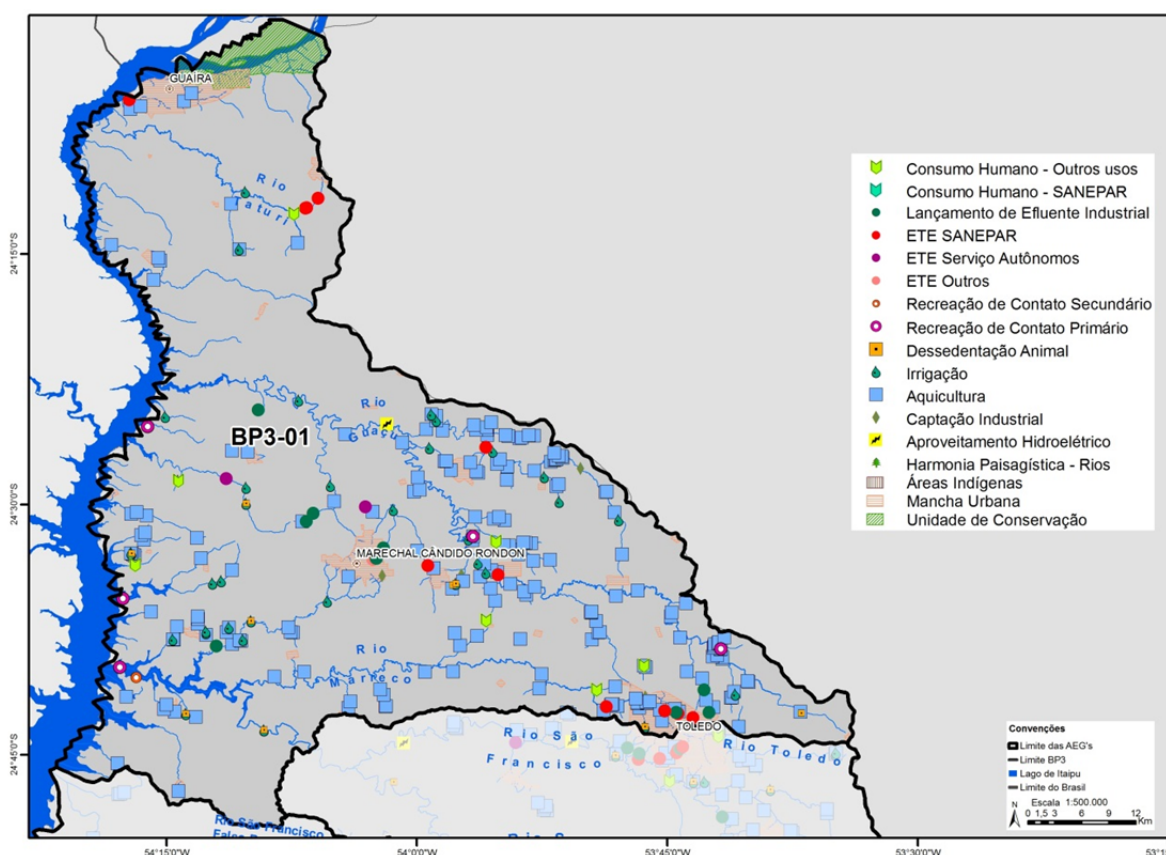 GUAÍRA
Rio
Taturi
24°15'0"S
Rio
Guaçu
BP3-01
24°30'0"S
MARECHAL CÂNDIDO RONDON
Rio
Marreco
TOLEDO
Rio São
Francisco
Rio Toledo
24°45'0"S
Rio São Francisco
54°15'0"W
54°0'0"W
53°45'0"W
53°30'0"W
Consumo Humano - Outros usos
Consumo Humano - SANEPAR
Lançamento de Efluente Industrial
ETE SANEPAR
ETE Serviço Autônomos
ETE Outros
Recreação de Contato Secundário
Recreação de Contato Primário
Dessedentação Animal
Irrigação
Aquicultura
Captação Industrial
Aproveitamento Hidroelétrico
Harmonia Paisagística - Rios
Áreas Indígenas
Mancha Urbana
Unidade de Conservação
Convenções
Limite das AEG's
Limite BP3
Lago de Itaipu
Limite do Brasil
N
Escala 1:500.000
0 1,5 3 6 9 12
Km